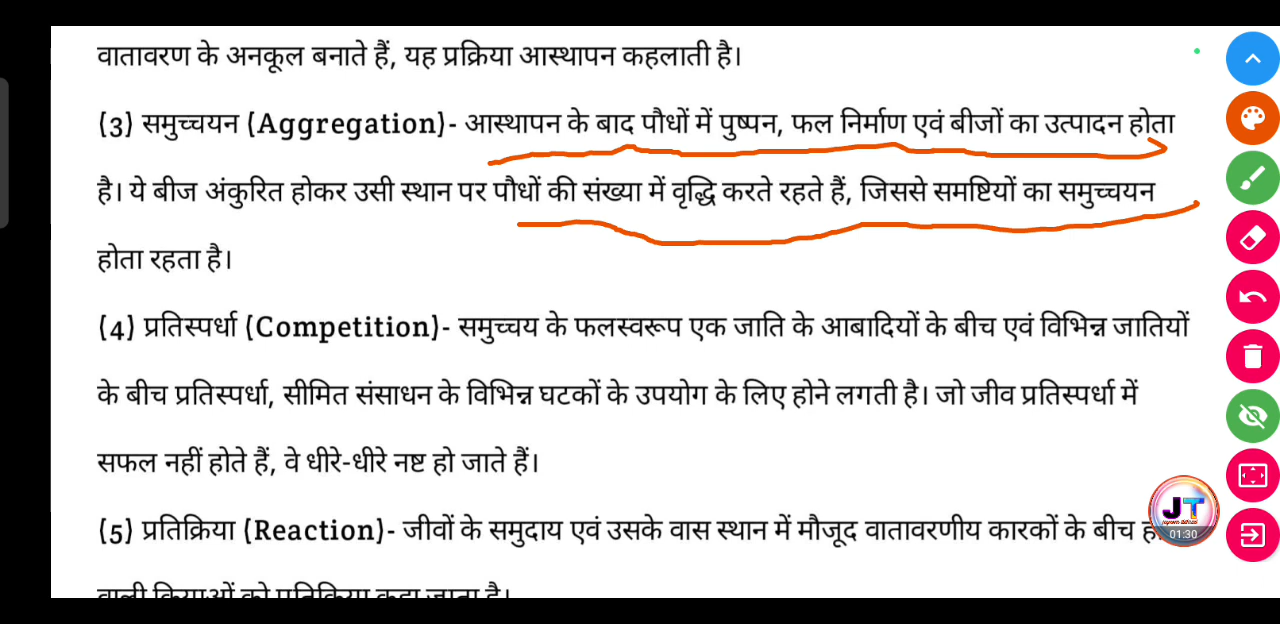 वातावरण के अनकूल बनाते हैं, यह प्रक्रिया आस्थापन कहलाती है।
(3) समुच्चयन (Aggregation)- आस्थापन के बाद पौधों में पुष्पन, फल निर्माण एवं बीजों का उत्पादन होता
है। ये बीज अंकुरित होकर उसी स्थान पर पौधों की संख्या में वृद्धि करते रहते हैं, जिससे समष्टियों का समुच्चयन
होता रहता है।
(4) प्रतिस्पर्धा (Competition)- समुच्चय के फलस्वरूप एक जाति के आबादियों के बीच एवं विभिन्न जातियों
के बीच प्रतिस्पर्धा, सीमित संसाधन के विभिन्न घटकों के उपयोग के लिए होने लगती है। जो जीव प्रतिस्पर्धा में
सफल नहीं होते हैं, वे धीरे-धीरे नष्ट हो जाते हैं।
(5) प्रतिक्रिया (Reaction)- जीवों के समुदाय एवं उसके वास स्थान में मौजूद वातावरणीय कारकों के बीच
वाली क्रियाओं को प्रतिक्रिया कहा जाता है।
JT
01:30